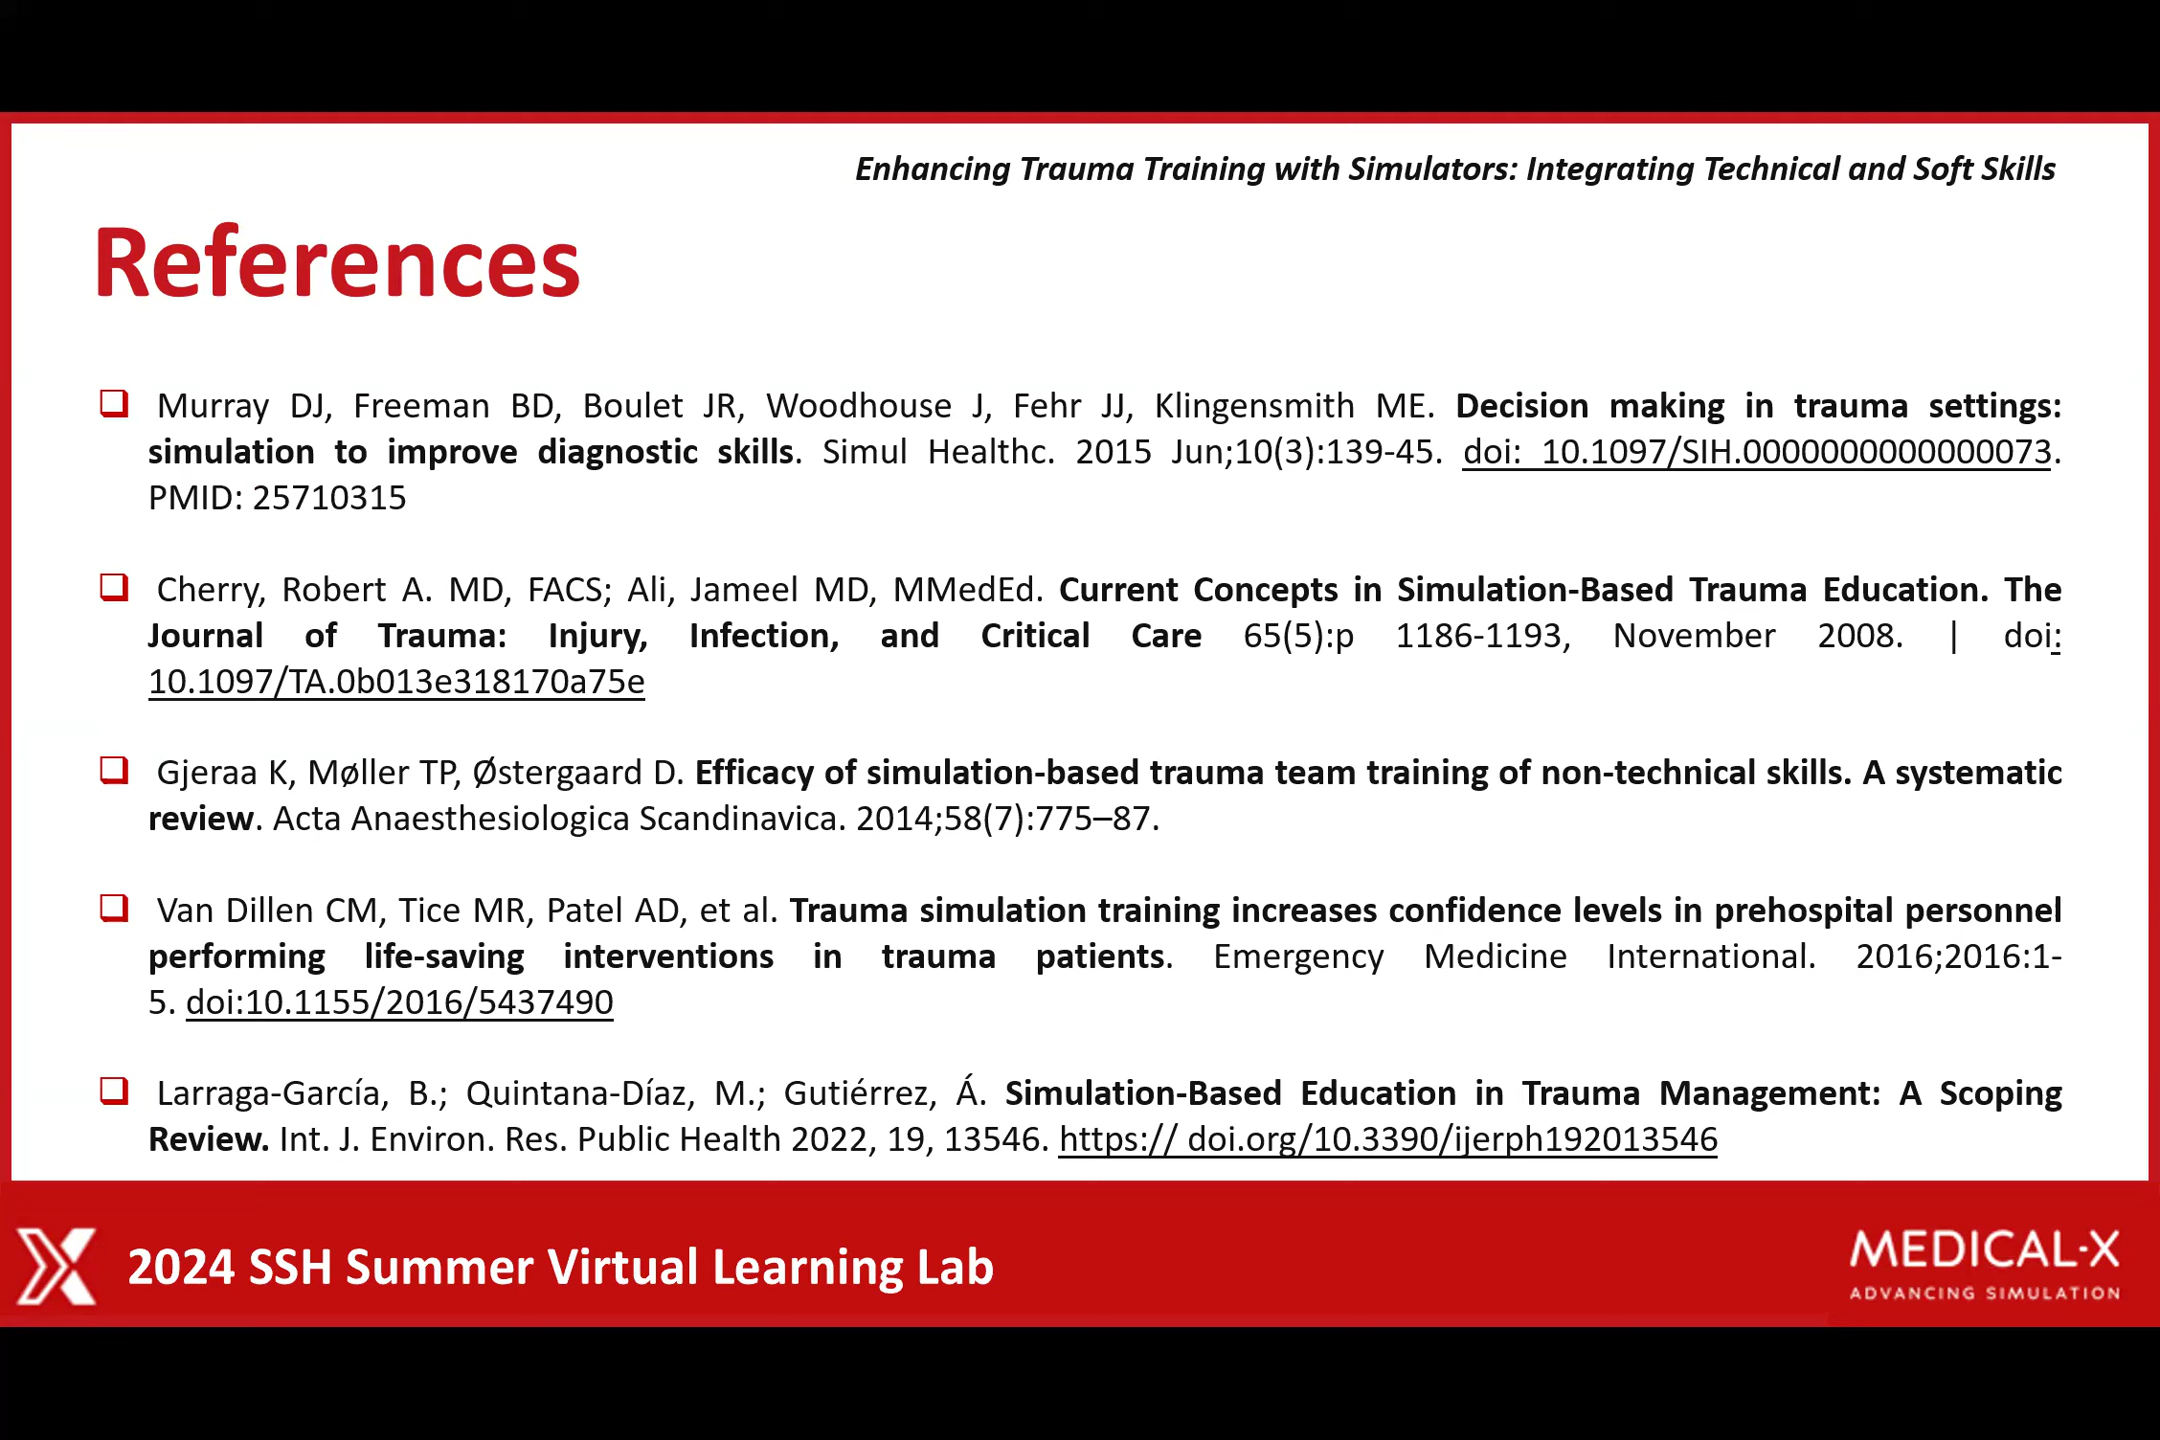 Enhancing Trauma Training with Simulators: Integrating Technical and Soft Skills
References
Murray DJ, Freeman BD, Boulet JR, Woodhouse J, Fehr JJ, Klingensmith ME. Decision making in trauma settings:
simulation to improve diagnostic skills. Simul Healthc. 2015 Jun;10(3):139-45. doi: 10.1097/SIH.0000000000000073.
PMID: 25710315
Cherry, Robert A. MD, FACS; Ali, Jameel MD, MMedEd. Current Concepts in Simulation-Based Trauma Education. The
Journal of Trauma: Injury, Infection, and Critical Care 65(5):p 1186-1193, November 2008. | doi:
10.1097/TA.0b013e318170a75e
Gjeraa K, Møller TP, Østergaard D. Efficacy of simulation-based trauma team training of non-technical skills. A systematic
review. Acta Anaesthesiologica Scandinavica. 2014;58(7):775–87.
Van Dillen CM, Tice MR, Patel AD, et al. Trauma simulation training increases confidence levels in prehospital personnel
performing life-saving interventions in trauma patients. Emergency Medicine International. 2016;2016:1-
5. doi:10.1155/2016/5437490
Larraga-García, B.; Quintana-Díaz, M.; Gutiérrez, Á. Simulation-Based Education in Trauma Management: A Scoping
Review. Int. J. Environ. Res. Public Health 2022, 19, 13546. https:// doi.org/10.3390/ijerph192013546
2024 SSH Summer Virtual Learning Lab
MEDICAL-X
ADVANCING SIMULATION